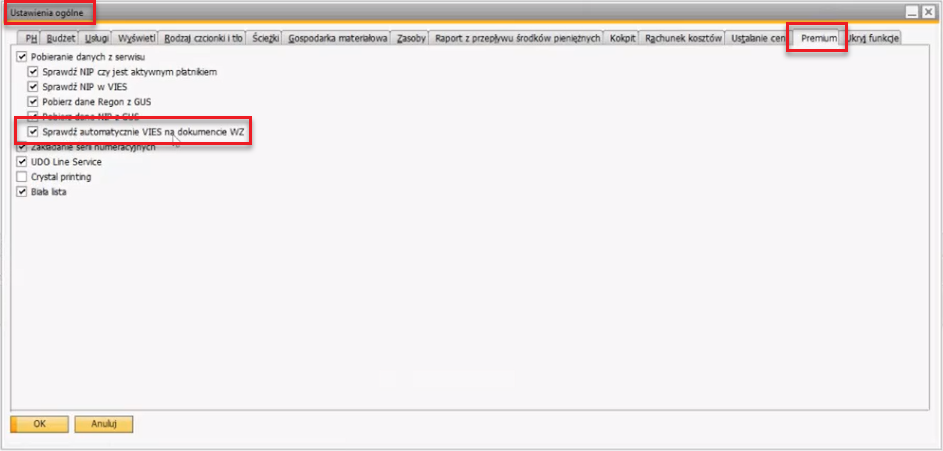 Ustawienia ogólne
PH Budżet Usługi Wyświetl Rodzaj czcionki i tło Ścieżki Gospodarka materiałowa Zasoby Raport z przepływu środków pieniężnych Kokpit Rachunek kosztów Ustalanie cen Premium Ukryj funkcje
Pobieranie danych z serwisu
Sprawdź NIP czy jest aktywnym płatnikiem
Sprawdź NIP w VIES
Pobierz dane Regon z GUS
Pobierz dane NIP z GUS
Sprawdź automatycznie VIES na dokumencie WZ
Zakładanie serii numeracyjnych
UDO Line Service
Crystal printing
Biała lista
OK Anuluj